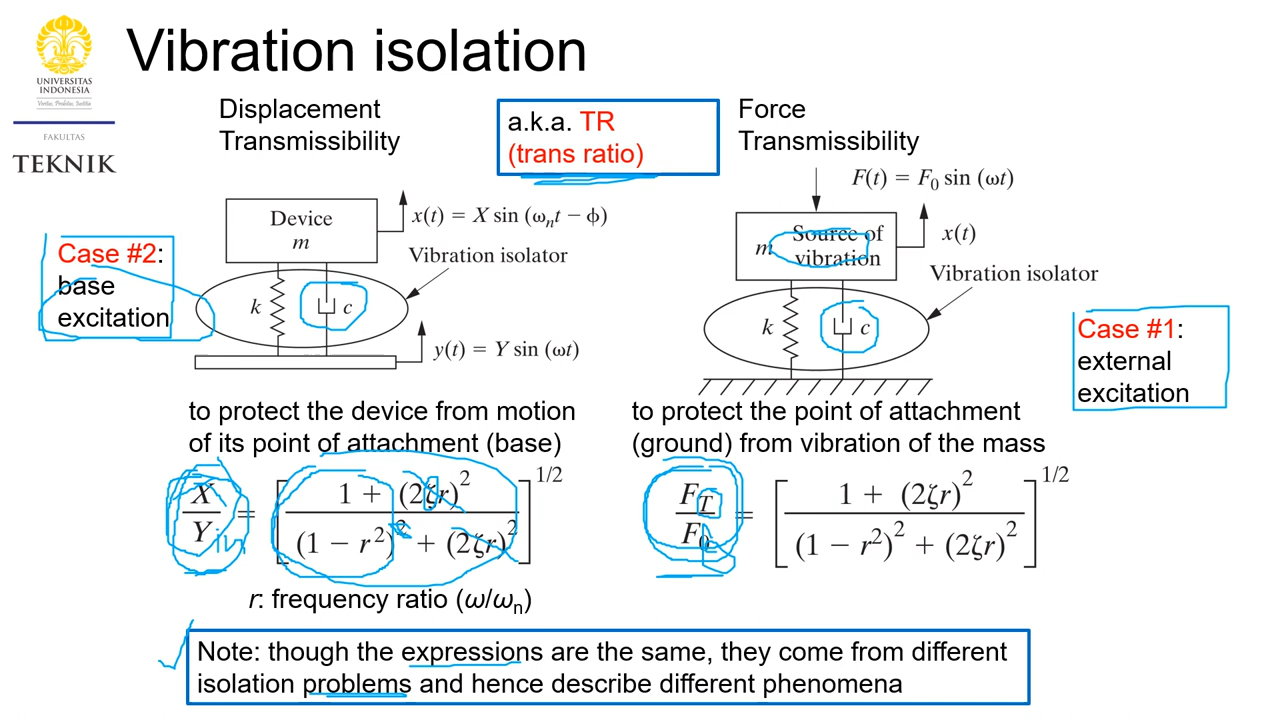 Vibration isolation
UNIVERSITAS
INDONESIA
Veritas, Probitas, Iustitia
FAKULTAS
TEKNIK
Displacement
Transmissibility
a.k.a. TR
(trans ratio)
Force
Transmissibility
F(t) = F₀ sin (ωt)
Device
m
x(t) = X sin (ωₙt − ϕ)
Vibration isolator
k
c
y(t) = Y sin (ωt)
Case #2:
base
excitation
m
Source of
vibration
x(t)
Vibration isolator
k
c
Case #1:
external
excitation
to protect the device from motion
of its point of attachment (base)
to protect the point of attachment
(ground) from vibration of the mass
X/Y = [(1 + (2ζr)²)/((1 − r²)² + (2ζr)²)]^1/2
in
F_T/F₀ = [(1 + (2ζr)²)/((1 − r²)² + (2ζr)²)]^1/2
r: frequency ratio (ω/ωₙ)
Note: though the expressions are the same, they come from different
isolation problems and hence describe different phenomena